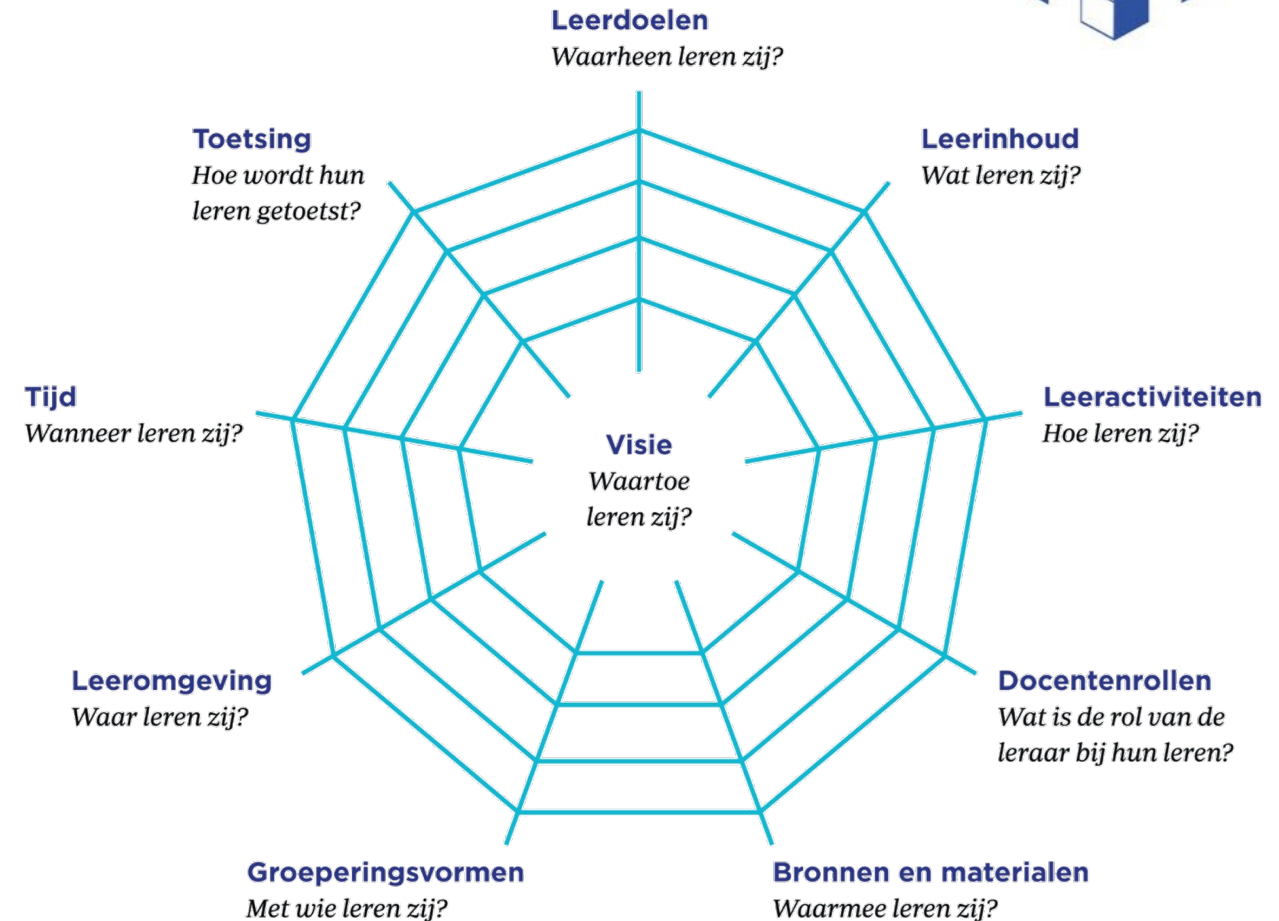 Leerdoelen
Waarheen leren zij?
Leerinhoud
Wat leren zij?
Leeractiviteiten
Hoe leren zij?
Docentenrollen
Wat is de rol van de
leraar bij hun leren?
Bronnen en materialen
Waarmee leren zij?
Groeperingsvormen
Met wie leren zij?
Leeromgeving
Waar leren zij?
Tijd
Wanneer leren zij?
Toetsing
Hoe wordt hun
leren getoetst?
Visie
Waartoe
leren zij?